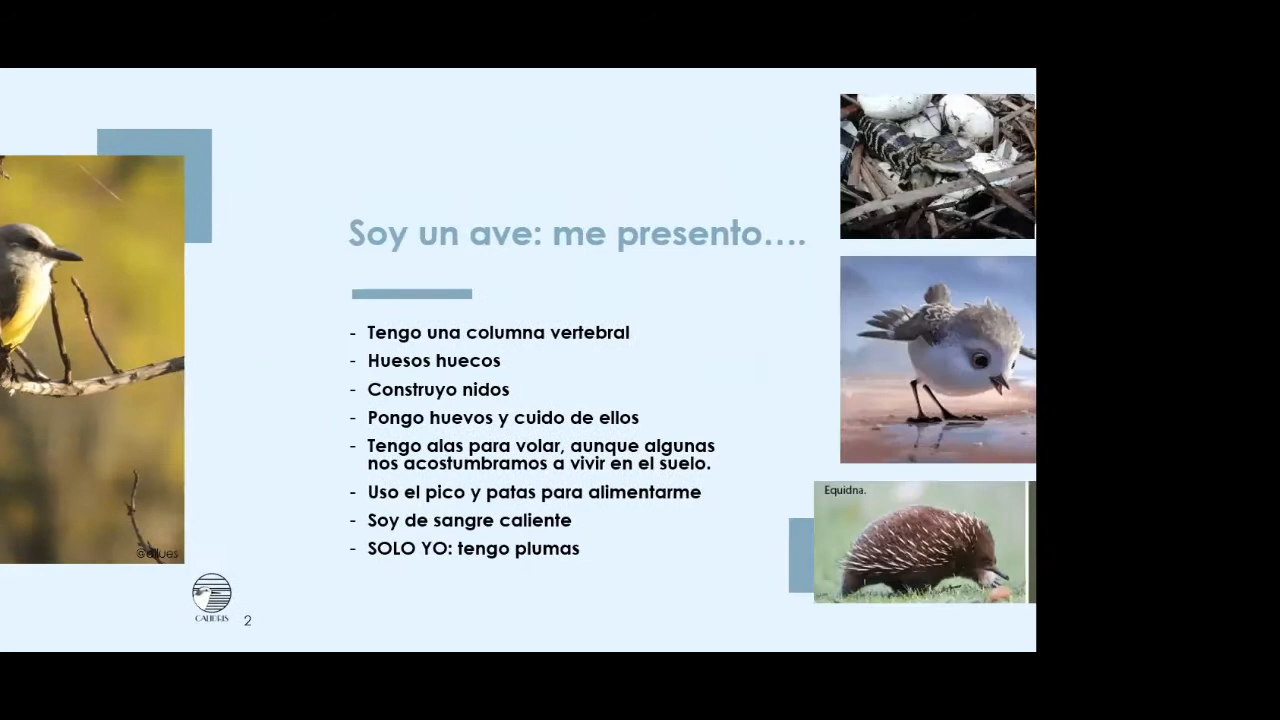 Soy un ave: me presento....
- Tengo una columna vertebral
- Huesos huecos
- Construyo nidos
- Pongo huevos y cuido de ellos
- Tengo alas para volar, aunque algunas
nos acostumbramos a vivir en el suelo.
- Uso el pico y patas para alimentarme
- Soy de sangre caliente
- SOLO YO: tengo plumas
Equidna.
CALIDRIS
2